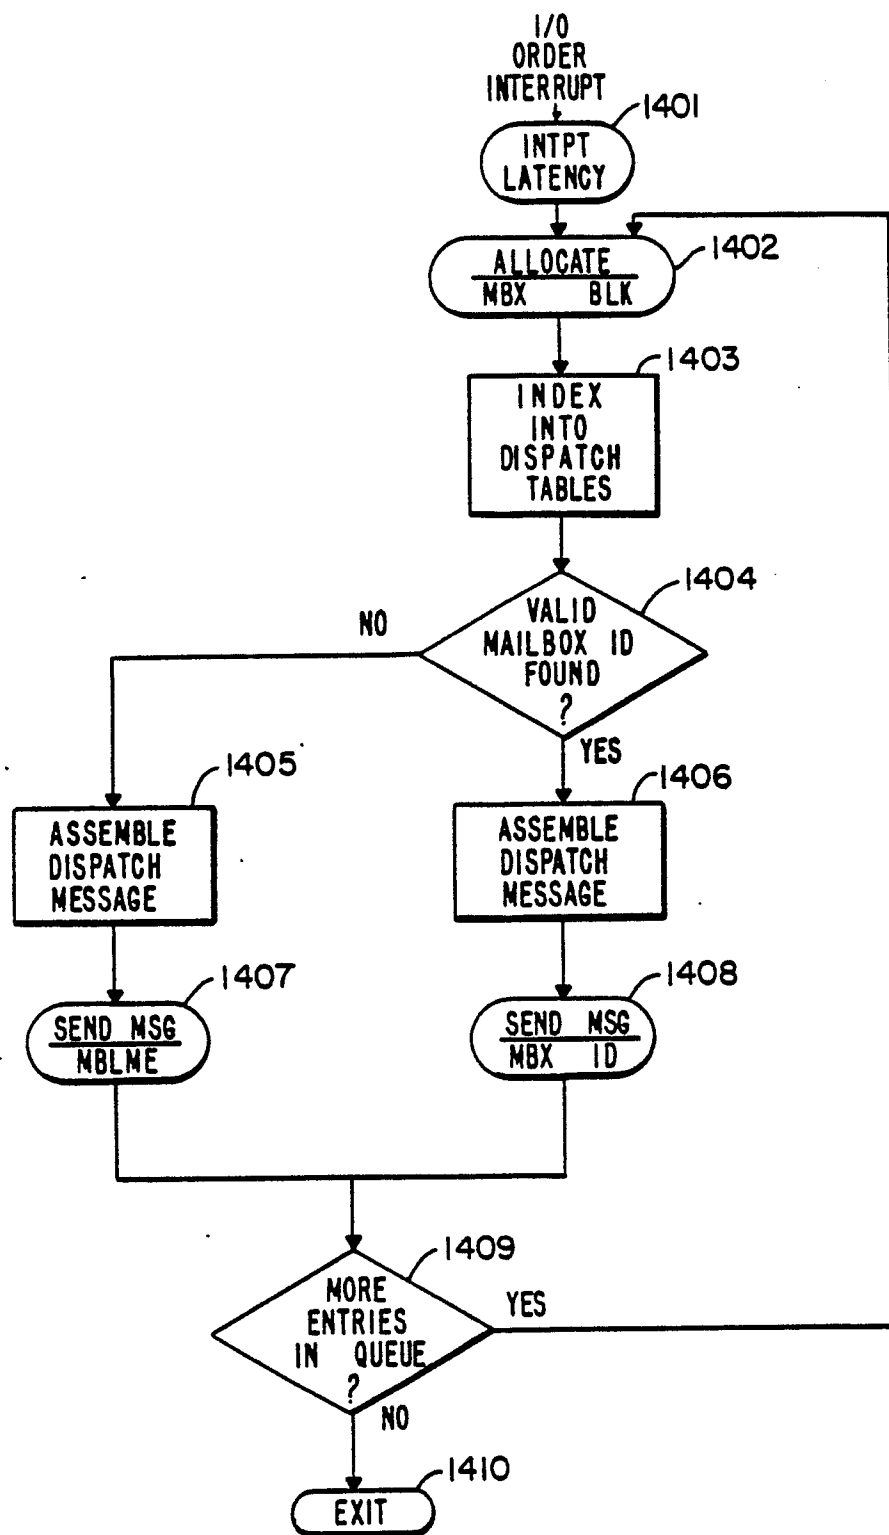 I/O
ORDER
INTERRUPT
1401
INTPT
LATENCY
1402
ALLOCATE
MBX BLK
1403
INDEX
INTO
DISPATCH
TABLES
1404
VALID
MAILBOX ID
FOUND
?
NO
YES
1405
ASSEMBLE
DISPATCH
MESSAGE
1406
ASSEMBLE
DISPATCH
MESSAGE
1407
SEND MSG
MBLME
1408
SEND MSG
MBX ID
1409
MORE
ENTRIES
IN QUEUE
?
YES
NO
1410
EXIT